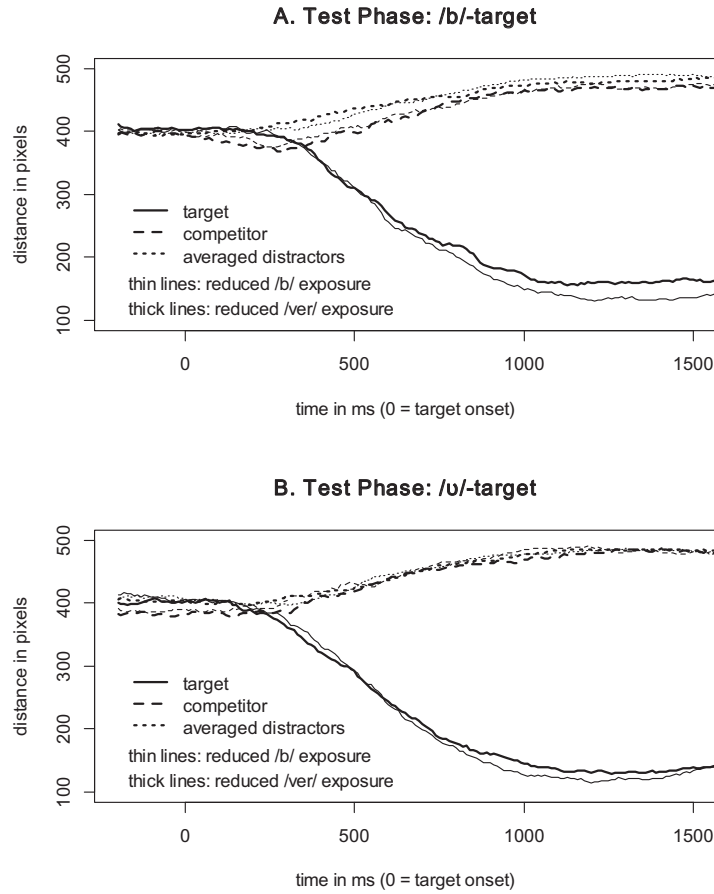 A. Test Phase: /b/-target
500
400
300
200
100
distance in pixels
target
competitor
averaged distractors
thin lines: reduced /b/ exposure
thick lines: reduced /ver/ exposure
0 500 1000 1500
time in ms (0 = target onset)
B. Test Phase: /ʋ/-target
500
400
300
200
100
distance in pixels
target
competitor
averaged distractors
thin lines: reduced /b/ exposure
thick lines: reduced /ver/ exposure
0 500 1000 1500
time in ms (0 = target onset)